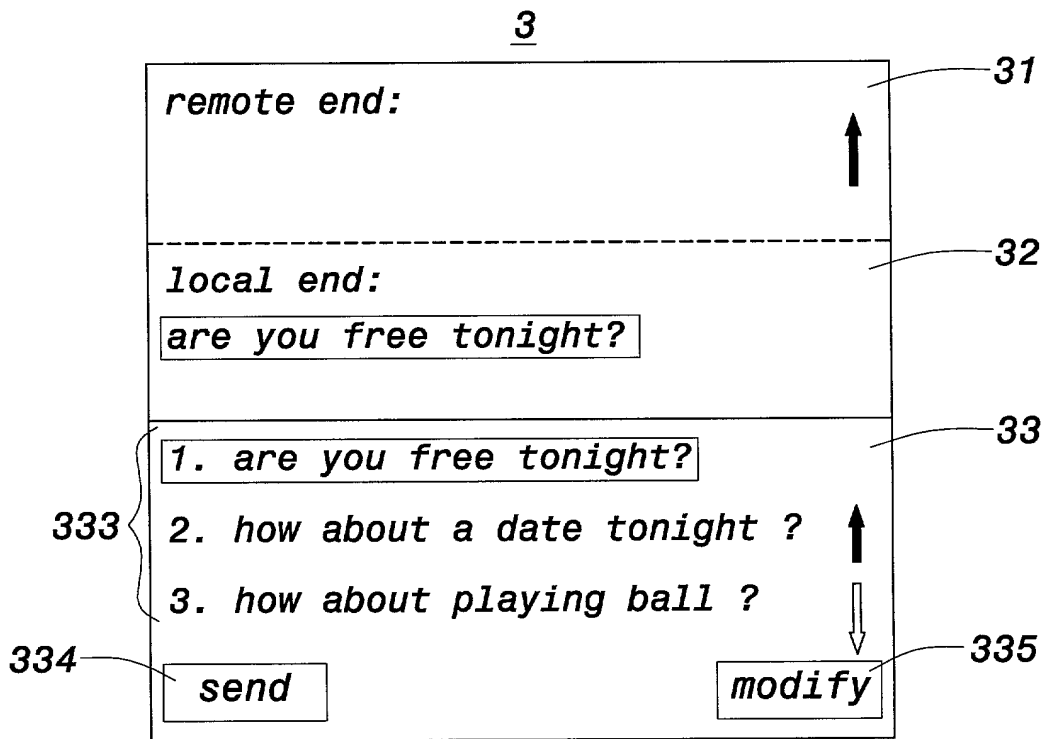 3
31
remote end:
32
local end:
are you free tonight?
33
1. are you free tonight?
333
2. how about a date tonight ?
3. how about playing ball ?
334
335
send
modify